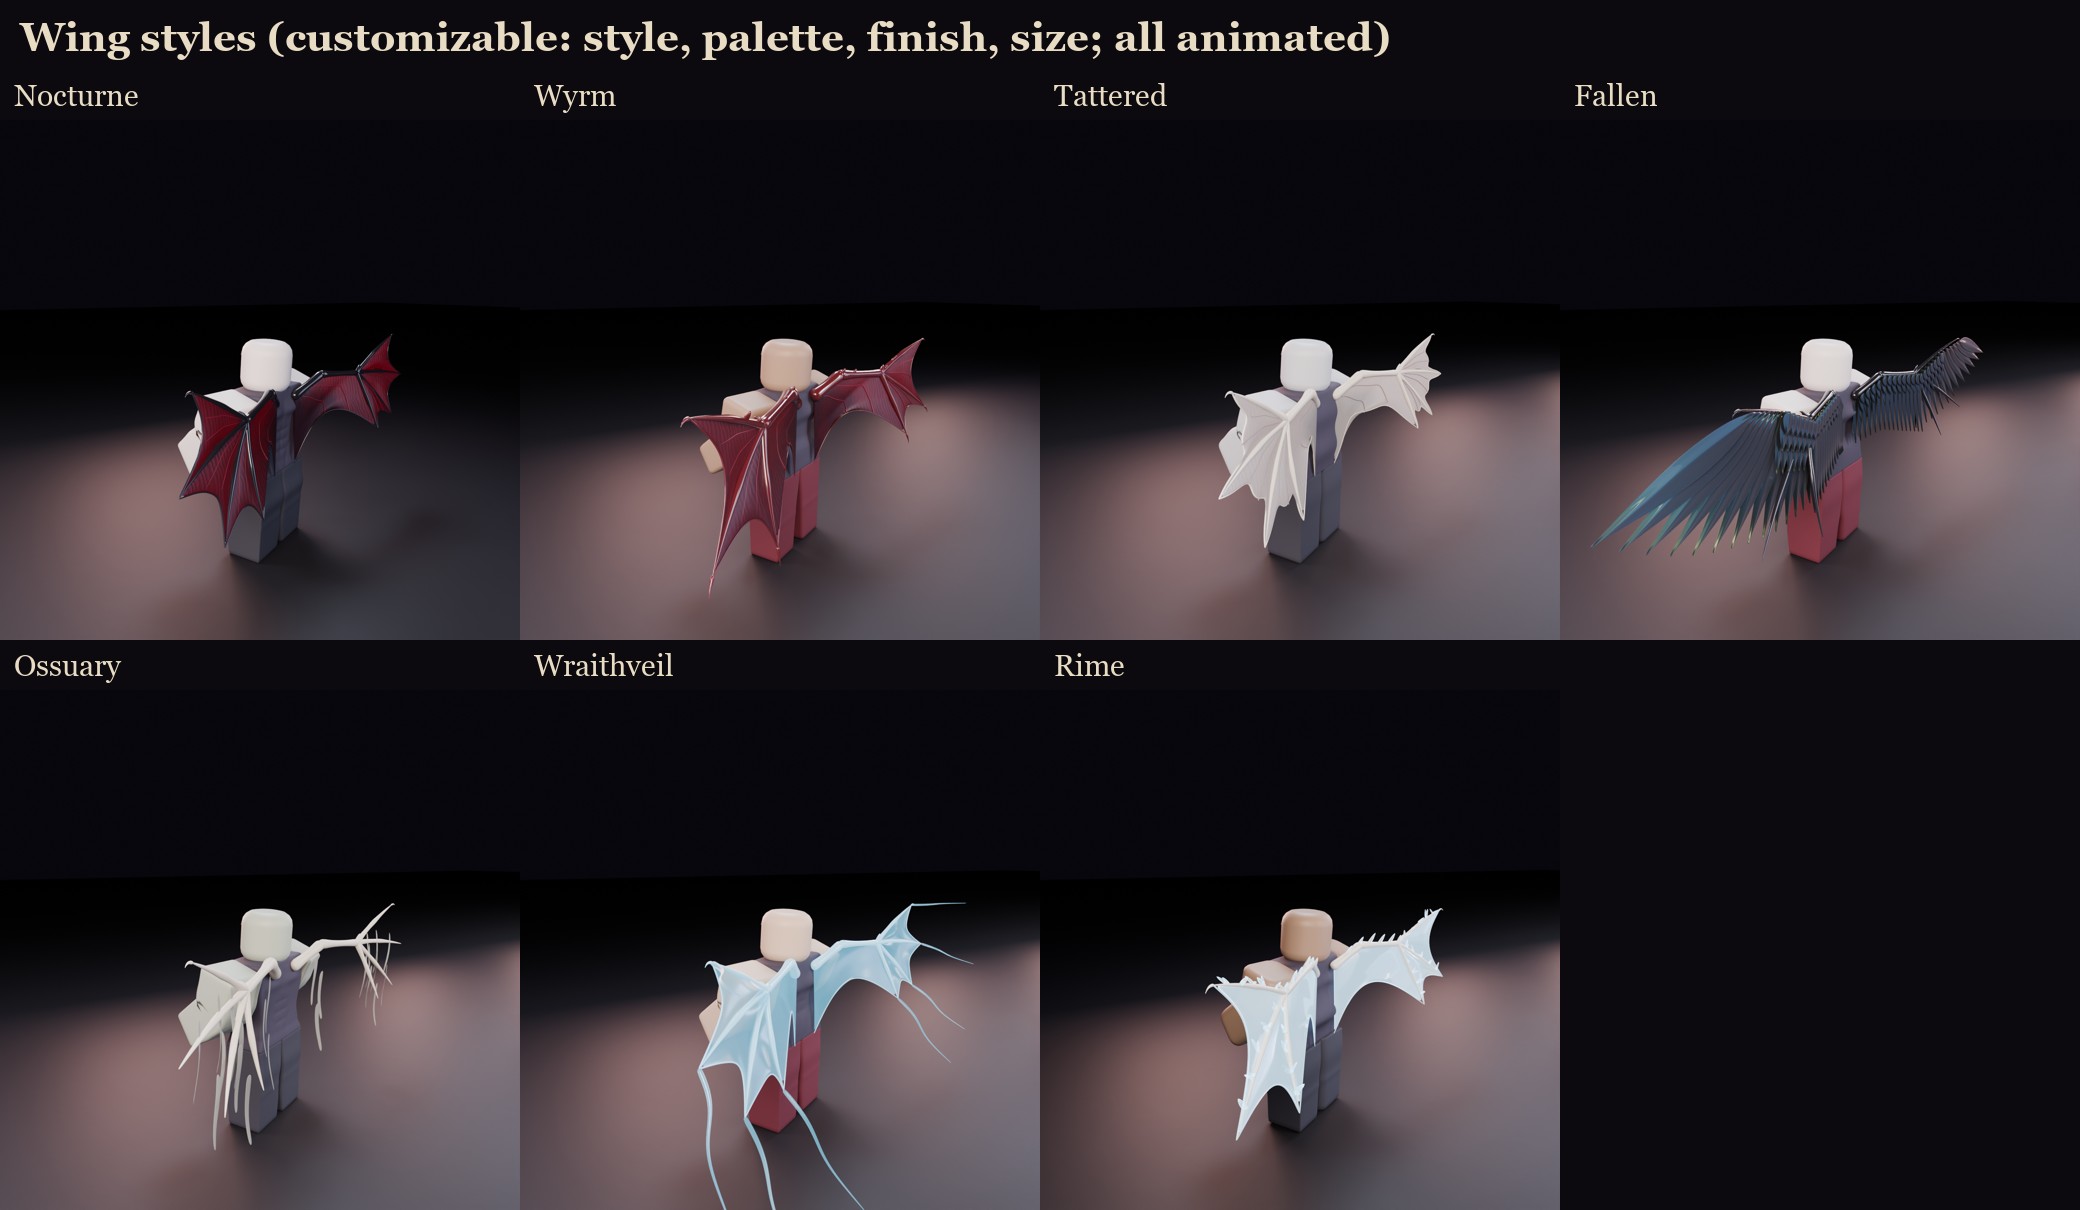 Wing styles (customizable: style, palette, finish, size; all animated)
Nocturne
Wyrm
Tattered
Fallen
Ossuary
Wraithveil
Rime